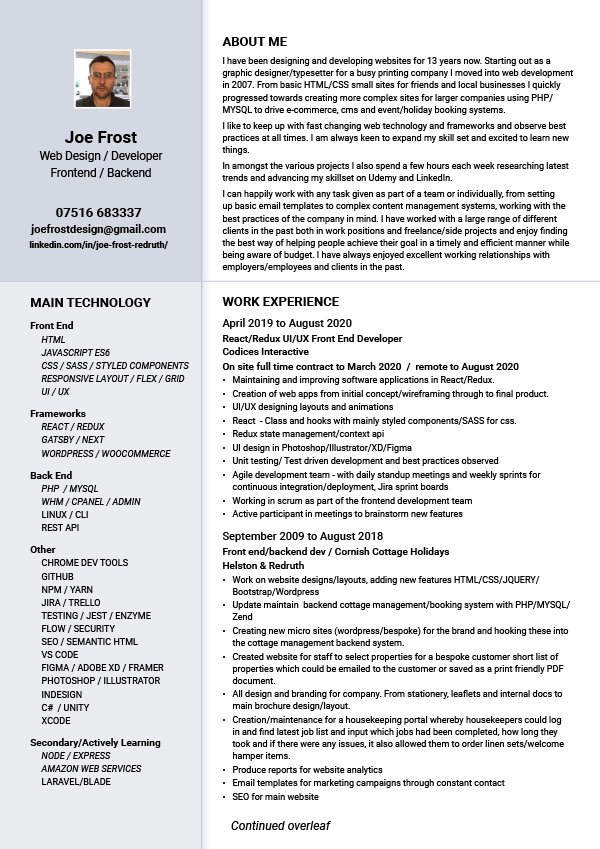 Joe Frost
Web Design / Developer
Frontend / Backend
07516 683337
joefrostdesign@gmail.com
linkedin.com/in/joe-frost-redruth/
ABOUT ME
I have been designing and developing websites for 13 years now. Starting out as a
graphic designer/typesetter for a busy printing company I moved into web development
in 2007. From basic HTML/CSS small sites for friends and local businesses I quickly
progressed towards creating more complex sites for larger companies using PHP/
MYSQL to drive e-commerce, cms and event/holiday booking systems.
I like to keep up with fast changing web technology and frameworks and observe best
practices at all times. I am always keen to expand my skill set and excited to learn new
things.
In amongst the various projects I also spend a few hours each week researching latest
trends and advancing my skillset on Udemy and LinkedIn.
I can happily work with any task given as part of a team or individually, from setting
up basic email templates to complex content management systems, working with the
best practices of the company in mind. I have worked with a large range of different
clients in the past both in work positions and freelance/side projects and enjoy finding
the best way of helping people achieve their goal in a timely and efficient manner while
being aware of budget. I have always enjoyed excellent working relationships with
employers/employees and clients in the past.
MAIN TECHNOLOGY
Front End
HTML
JAVASCRIPT ES6
CSS / SASS / STYLED COMPONENTS
RESPONSIVE LAYOUT / FLEX / GRID
UI / UX
Frameworks
REACT / REDUX
GATSBY / NEXT
WORDPRESS / WOOCOMMERCE
Back End
PHP / MYSQL
WHM / CPANEL / ADMIN
LINUX / CLI
REST API
Other
CHROME DEV TOOLS
GITHUB
NPM / YARN
JIRA / TRELLO
TESTING / JEST / ENZYME
FLOW / SECURITY
SEO / SEMANTIC HTML
VS CODE
FIGMA / ADOBE XD / FRAMER
PHOTOSHOP / ILLUSTRATOR
INDESIGN
C# / UNITY
XCODE
Secondary/Actively Learning
NODE / EXPRESS
AMAZON WEB SERVICES
LARAVEL/BLADE
WORK EXPERIENCE
April 2019 to August 2020
React/Redux UI/UX Front End Developer
Codices Interactive
On site full time contract to March 2020 / remote to August 2020
• Maintaining and improving software applications in React/Redux.
• Creation of web apps from initial concept/wireframing through to final product.
• UI/UX designing layouts and animations
• React - Class and hooks with mainly styled components/SASS for css.
• Redux state management/context api
• UI design in Photoshop/Illustrator/XD/Figma
• Unit testing/ Test driven development and best practices observed
• Agile development team - with daily standup meetings and weekly sprints for
continuous integration/deployment, Jira sprint boards
• Working in scrum as part of the frontend development team
• Active participant in meetings to brainstorm new features
September 2009 to August 2018
Front end/backend dev / Cornish Cottage Holidays
Helston & Redruth
• Work on website designs/layouts, adding new features HTML/CSS/JQUERY/
Bootstrap/Wordpress
• Update maintain backend cottage management/booking system with PHP/MYSQL/
Zend
• Creating new micro sites (wordpress/bespoke) for the brand and hooking these into
the cottage management backend system.
• Created website for staff to select properties for a bespoke customer short list of
properties which could be emailed to the customer or saved as a print friendly PDF
document.
• All design and branding for company. From stationery, leaflets and internal docs to
main brochure design/layout.
• Creation/maintenance for a housekeeping portal whereby housekeepers could log
in and find latest job list and input which jobs had been completed, how long they
took and if there were any issues, it also allowed them to order linen sets/welcome
hamper items.
• Produce reports for website analytics
• Email templates for marketing campaigns through constant contact
• SEO for main website
Continued overleaf